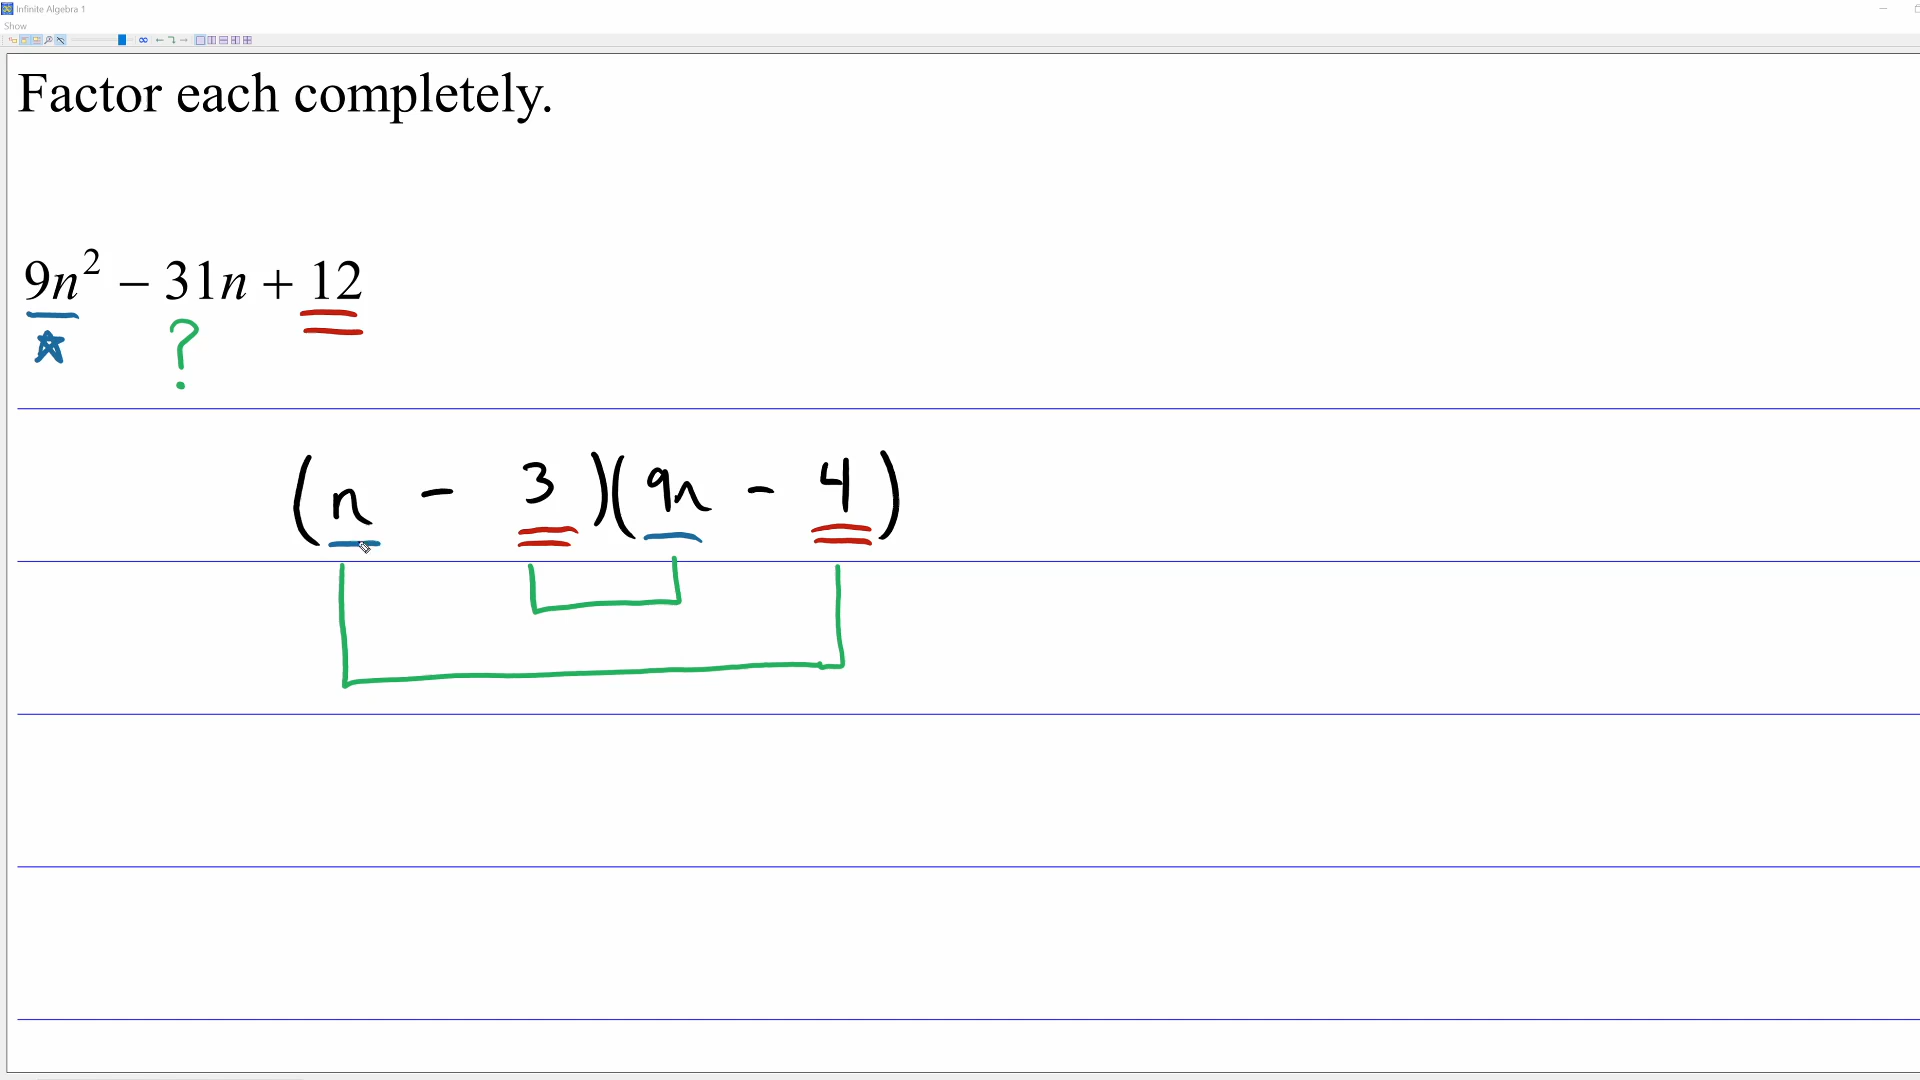 Infinite Algebra 1
Show
Factor each completely.
9n² − 31n + 12
?
(n - 3)(9n - 4)